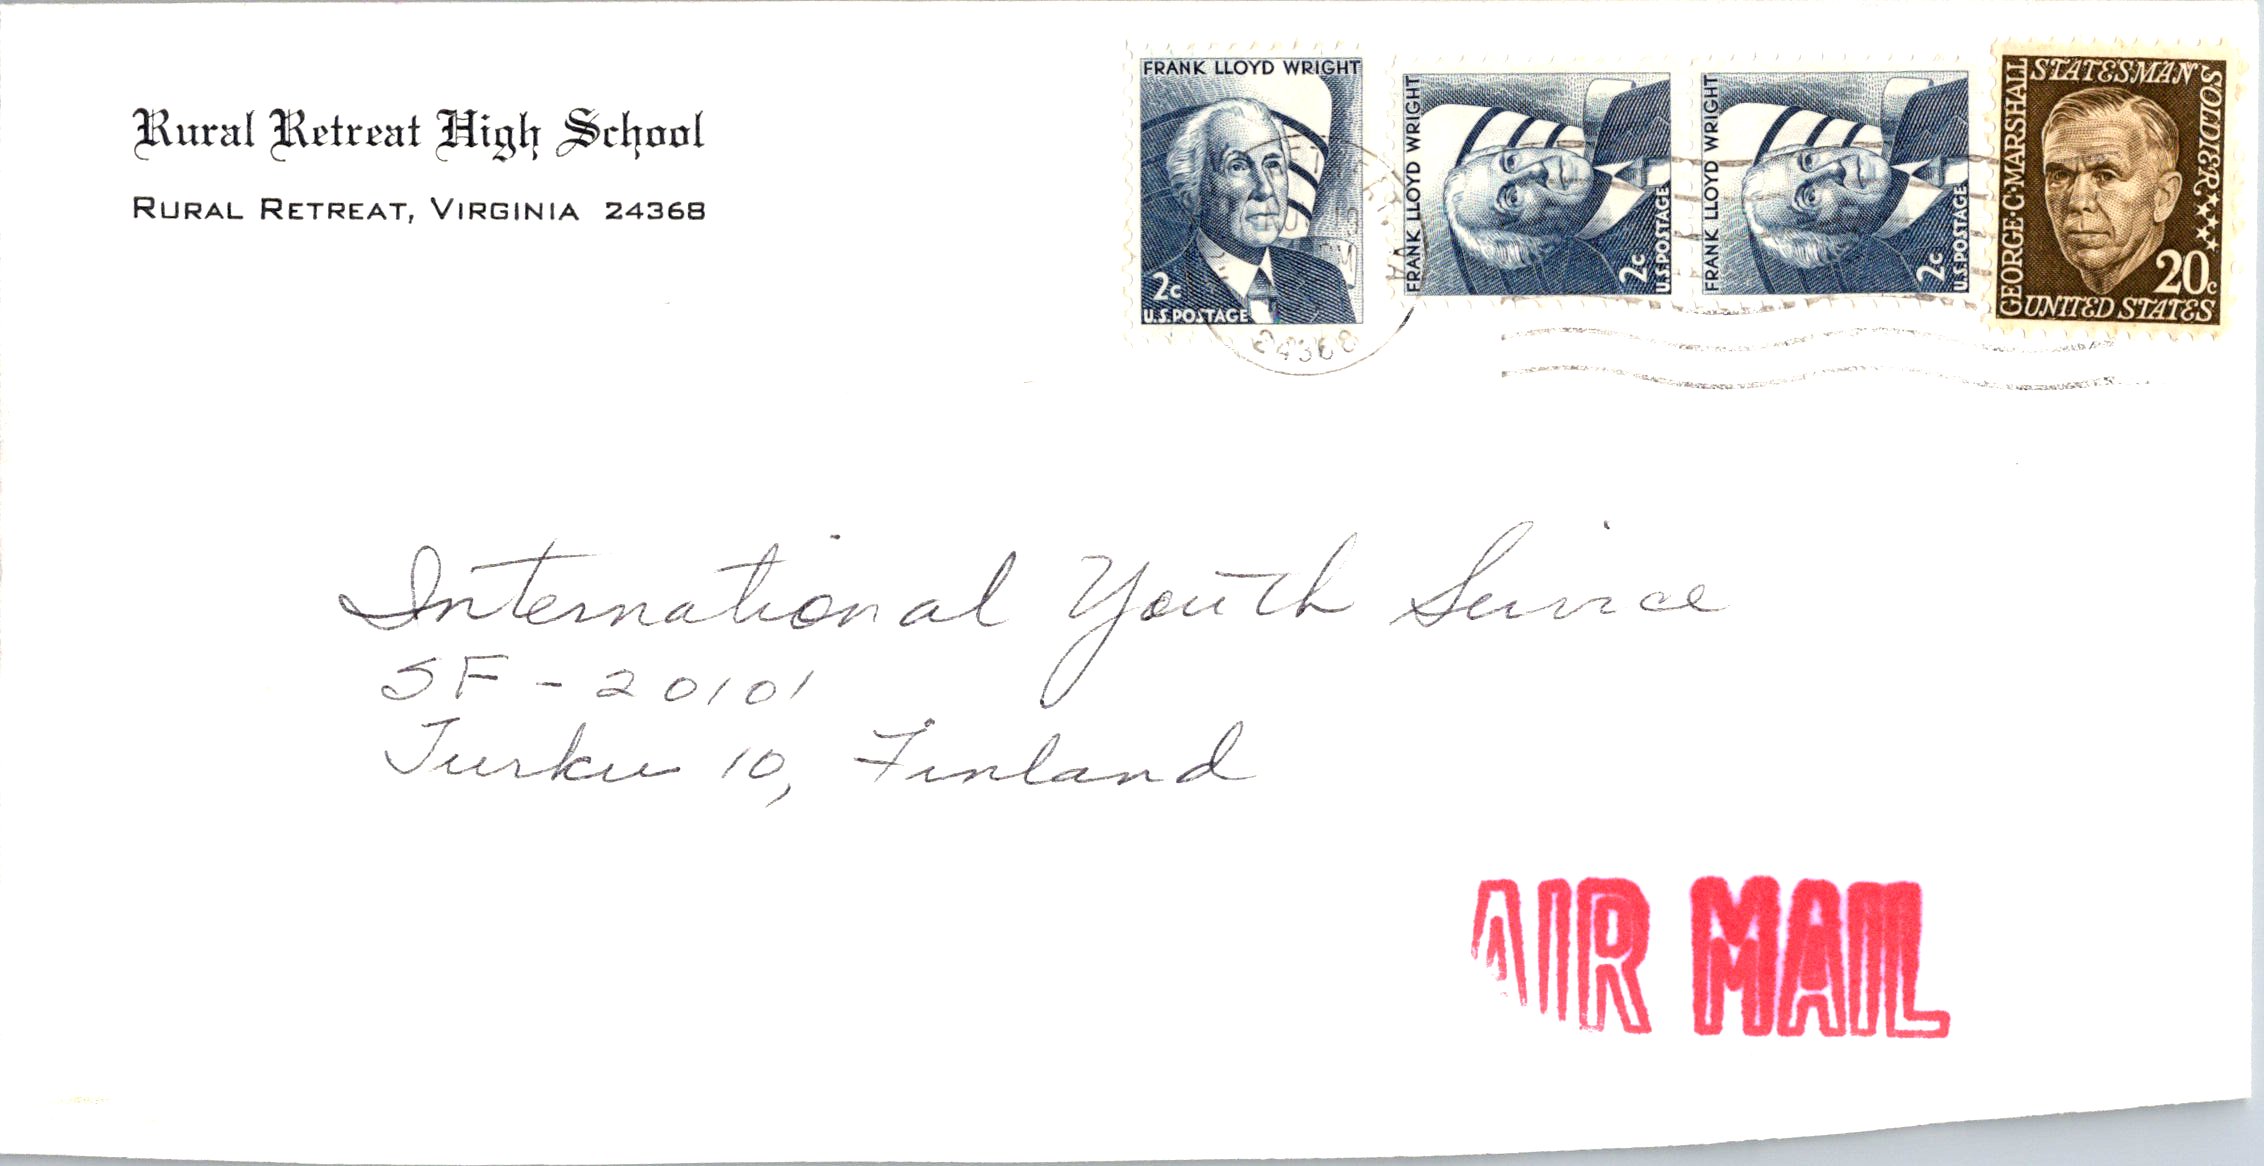 Rural Retreat High School
RURAL RETREAT, VIRGINIA 24368
FRANK LLOYD WRIGHT
2c
U.S. POSTAGE
FRANK LLOYD WRIGHT
2c
U.S. POSTAGE
FRANK LLOYD WRIGHT
2c
U.S. POSTAGE
GEORGE·C·MARSHALL
STATESMAN
SOLDIER
20c
UNITED STATES
24368
International Youth Service
SF - 20101
Turku 10, Finland
AIR MAIL